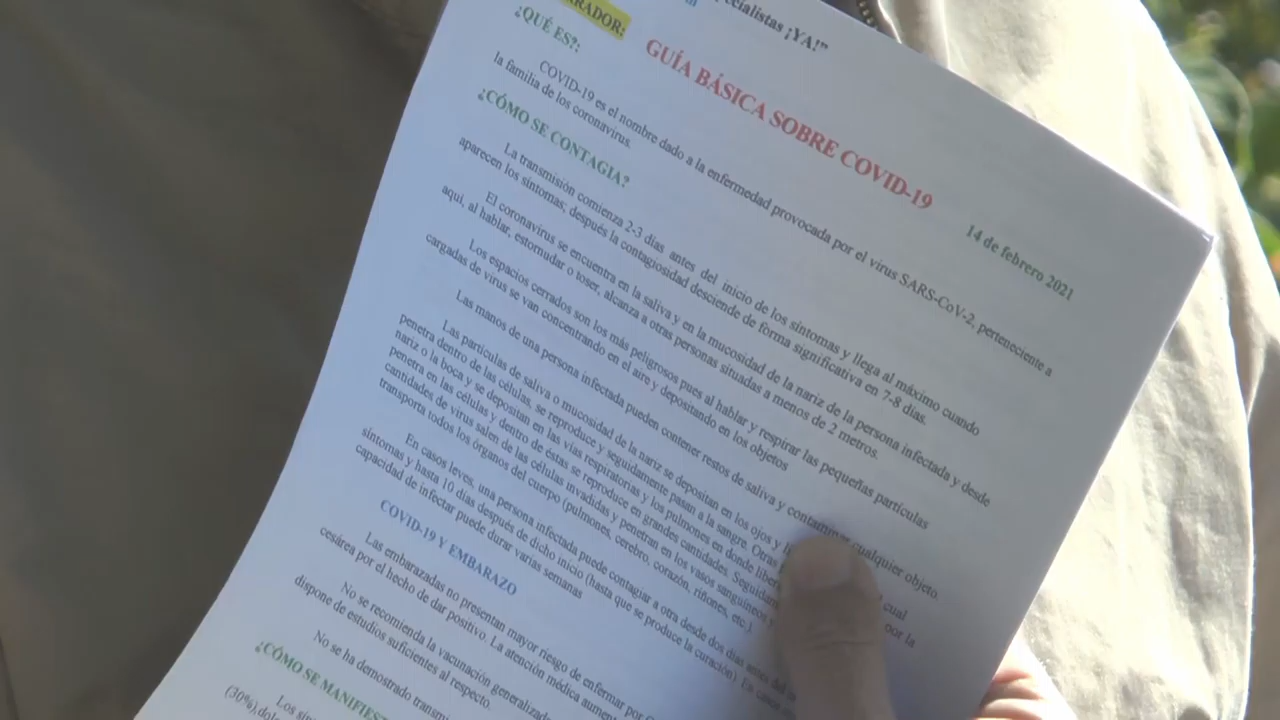 ecialistas ¡YA!”
RADOR:
GUÍA BÁSICA SOBRE COVID-19
14 de febrero 2021
¿QUÉ ES?:
COVID-19 es el nombre dado a la enfermedad provocada por el virus SARS-CoV-2, perteneciente a
la familia de los coronavirus.
¿CÓMO SE CONTAGIA?
La transmisión comienza 2-3 días antes del inicio de los síntomas y llega al máximo cuando
aparecen los síntomas; después la contagiosidad desciende de forma significativa en 7-8 días.
El coronavirus se encuentra en la saliva y en la mucosidad de la nariz de la persona infectada y desde
aqui, al hablar, estornudar o toser, alcanza a otras personas situadas a menos de 2 metros.
Los espacios cerrados son los más peligrosos pues al hablar y respirar las pequeñas partículas
cargadas de virus se van concentrando en el aire y depositando en los objetos
Las manos de una persona infectada pueden contener restos de saliva y contaminar cualquier objeto
Las partículas de saliva o mucosidad de la nariz se depositan en los ojos y cual
penetra dentro de las células, se reproduce y seguidamente pasan a la sangre. Otras por la
nariz o la boca y se depositan en las vías respiratorias y los pulmones en donde
penetra en las células y dentro de éstas se reproduce en grandes cantidades.
cantidades de virus salen de las células invadidas y penetran en los vasos sanguíneos
transporta todos los órganos del cuerpo (pulmones, cerebro, corazón, riñones, etc.)
En casos leves, una persona infectada puede contagiar a otra desde dos días antes del
síntomas y hasta 10 días después de dicho inicio (hasta que se produce la curación). En
capacidad de infectar puede durar varias semanas
COVID-19 Y EMBARAZO
Las embarazadas no presentan mayor riesgo de enfermar por
cesárea por el hecho de dar positivo. La atención médica
No se recomienda la vacunación
dispone de estudios suficientes al respecto.
No se ha demostrado
¿CÓMO SE
Los
(30%),